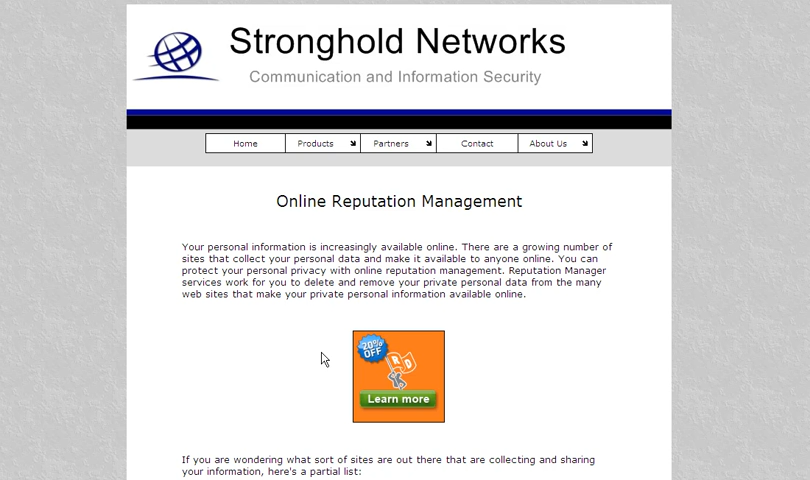 Stronghold Networks
Communication and Information Security
Home Products Partners Contact About Us
Online Reputation Management
Your personal information is increasingly available online. There are a growing number of
sites that collect your personal data and make it available to anyone online. You can
protect your personal privacy with online reputation management. Reputation Manager
services work for you to delete and remove your private personal data from the many
web sites that make your private personal information available online.
20%
OFF
R D
Learn more
If you are wondering what sort of sites are out there that are collecting and sharing
your information, here's a partial list: